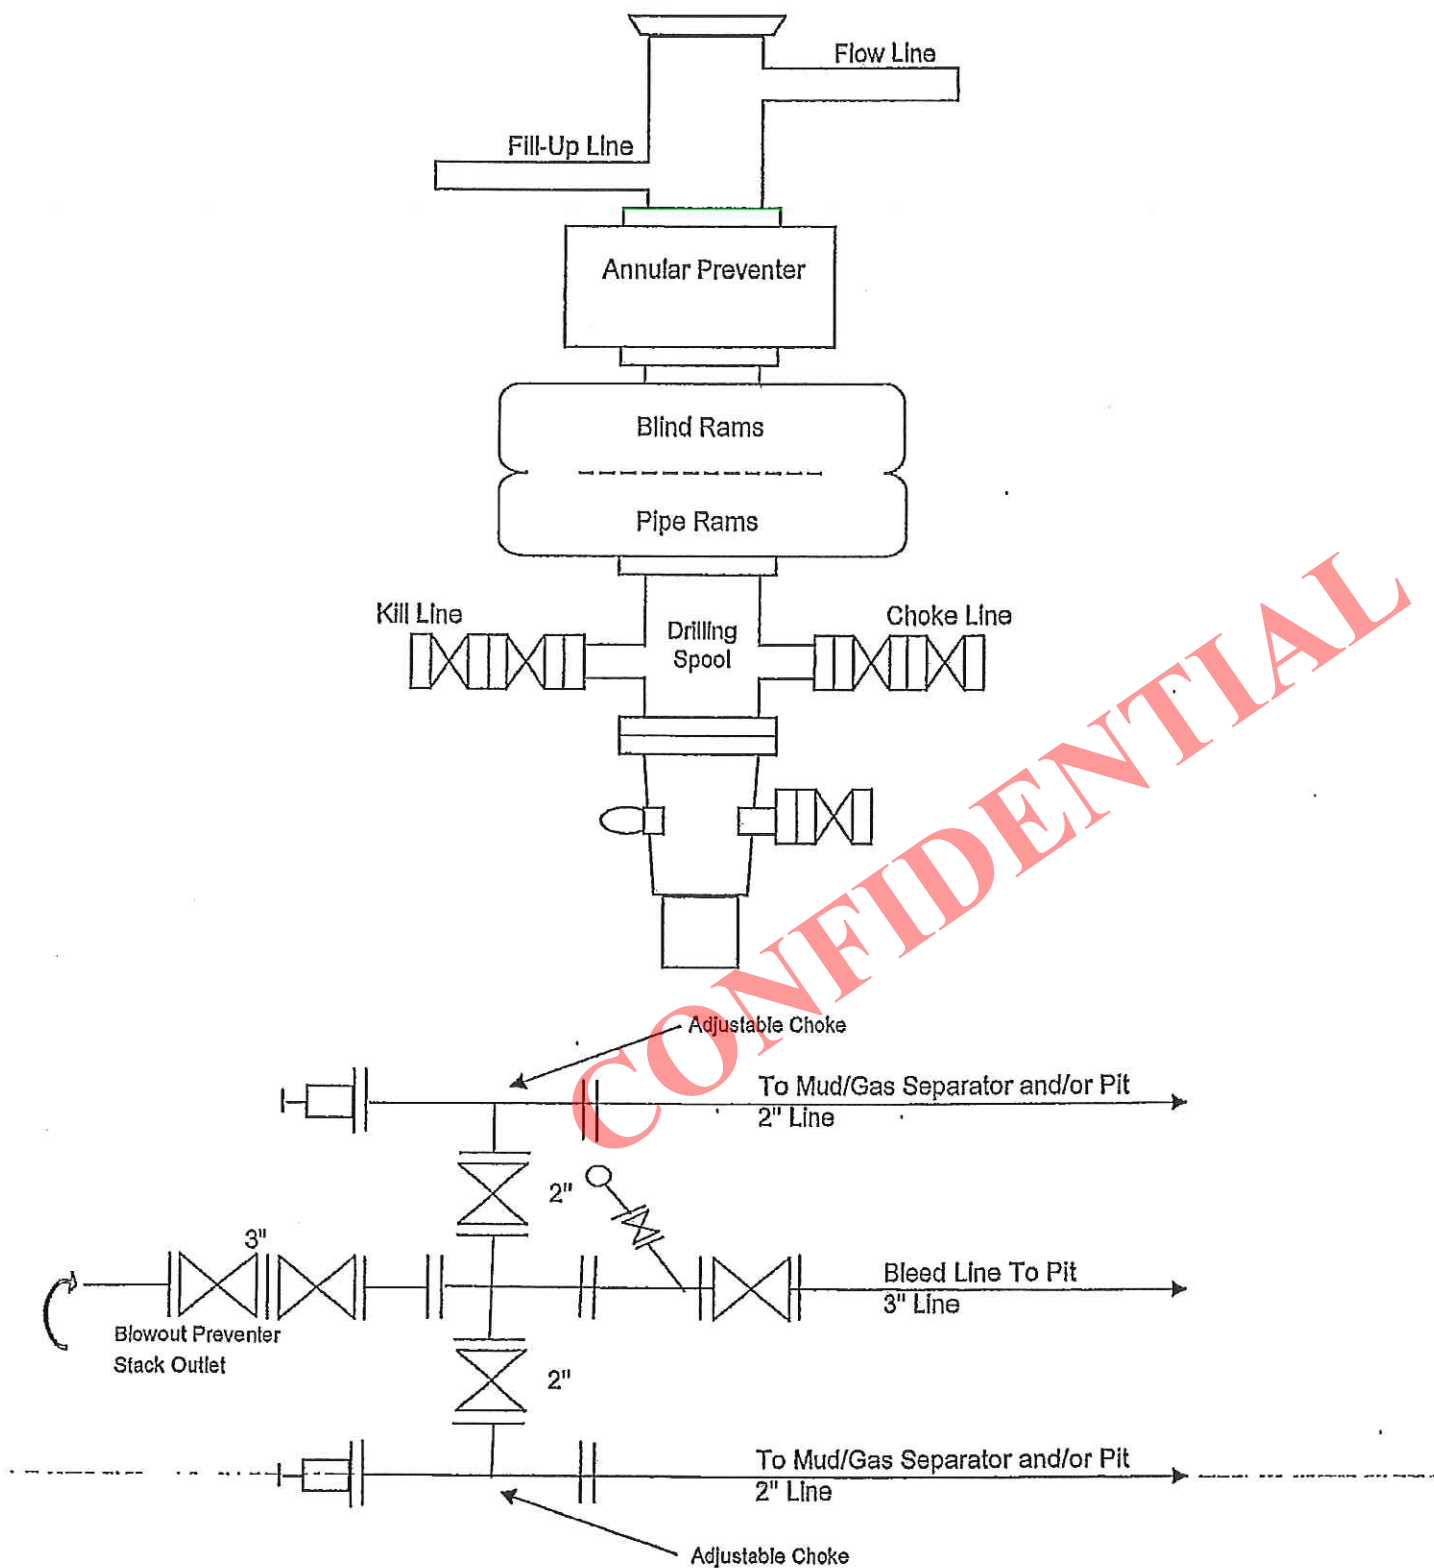 Flow Line
Fill-Up Line
Annular Preventer
Blind Rams
Pipe Rams
Kill Line
Drilling
Spool
Choke Line
CONFIDENTIAL
Adjustable Choke
To Mud/Gas Separator and/or Pit
2" Line
2"
3"
Bleed Line To Pit
3" Line
Blowout Preventer
Stack Outlet
2"
To Mud/Gas Separator and/or Pit
2" Line
Adjustable Choke